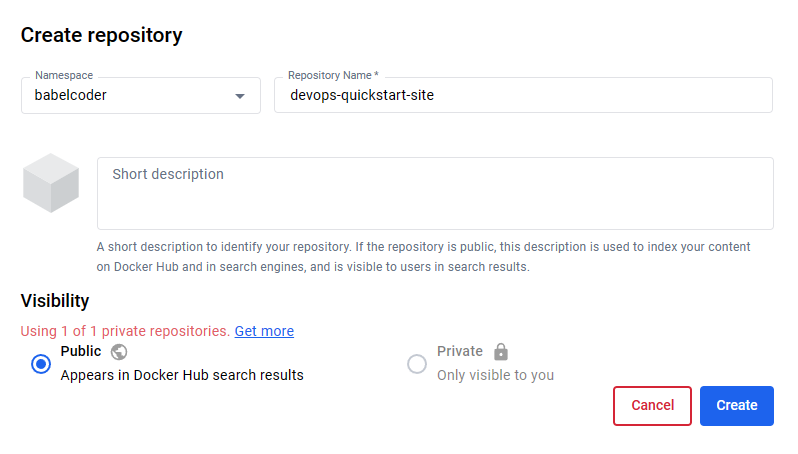 Create repository
Namespace
babelcoder
Repository Name *
devops-quickstart-site
Short description
A short description to identify your repository. If the repository is public, this description is used to index your content
on Docker Hub and in search engines, and is visible to users in search results.
Visibility
Using 1 of 1 private repositories. Get more
Public
Appears in Docker Hub search results
Private
Only visible to you
Cancel
Create